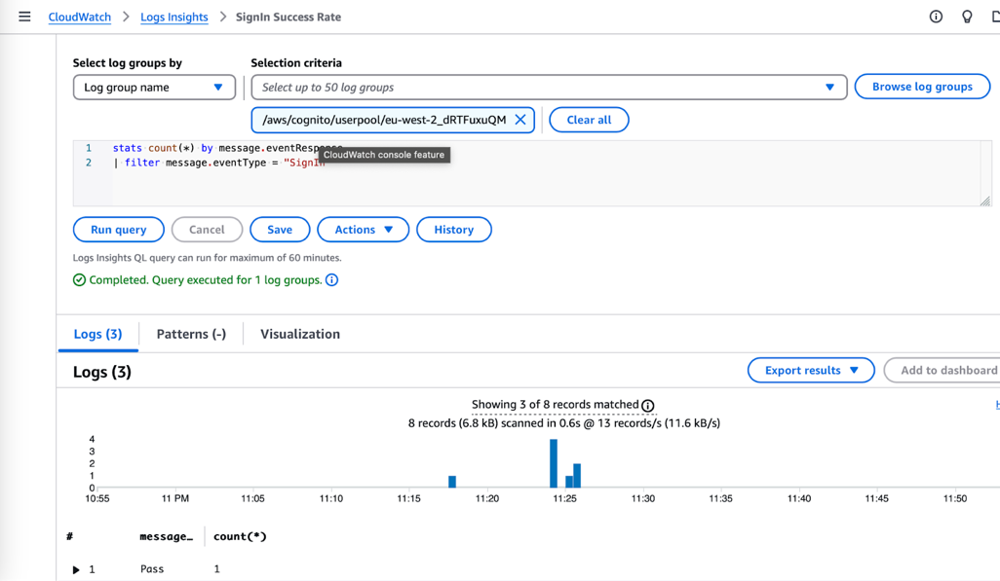 CloudWatch > Logs Insights > SignIn Success Rate
Select log groups by
Selection criteria
Log group name
Select up to 50 log groups
Browse log groups
/aws/cognito/userpool/eu-west-2_dRTFuxuQM
Clear all
1 stats count(*) by message.eventResponse
CloudWatch console feature
2 | filter message.eventType = "SignIn"
Run query
Cancel
Save
Actions
History
Logs Insights QL query can run for maximum of 60 minutes.
Completed. Query executed for 1 log groups.
Logs (3)
Patterns (-)
Visualization
Logs (3)
Export results
Add to dashboard
Showing 3 of 8 records matched
H
8 records (6.8 kB) scanned in 0.6s @ 13 records/s (11.6 kB/s)
4
3
2
1
0
10:55 11 PM 11:05 11:10 11:15 11:20 11:25 11:30 11:35 11:40 11:45 11:50
# message... count(*)
1 Pass 1